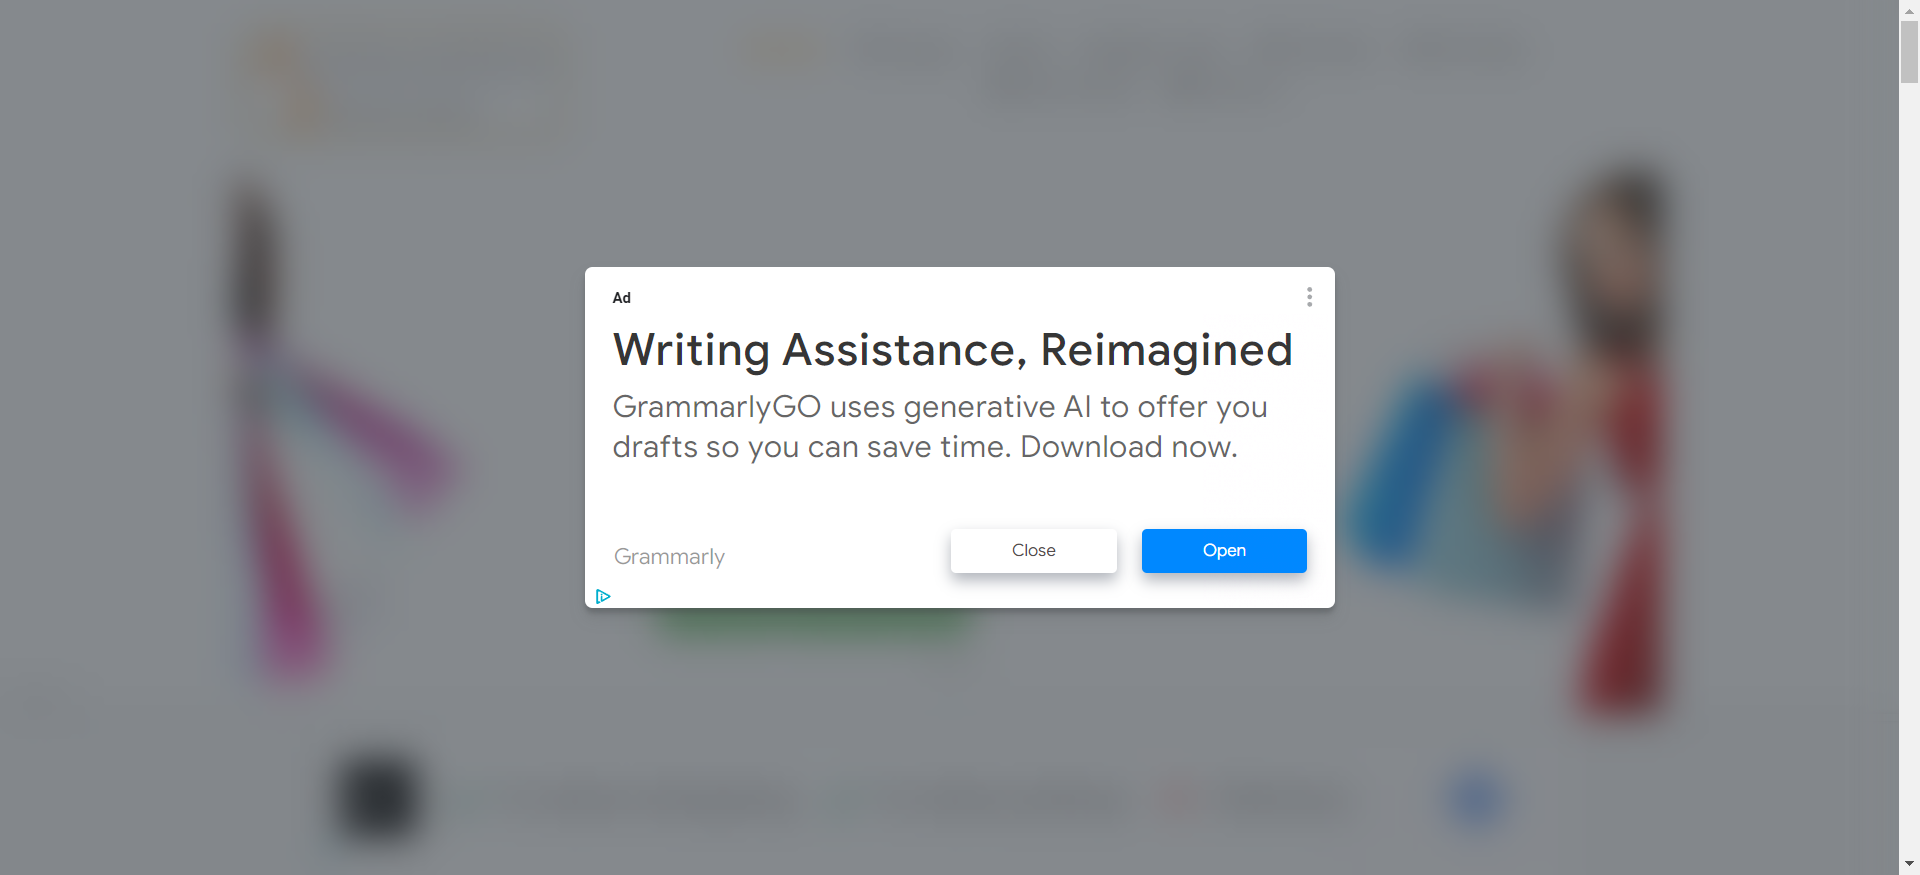 Ad
Writing Assistance, Reimagined
GrammarlyGO uses generative AI to offer you
drafts so you can save time. Download now.
Grammarly
Close
Open